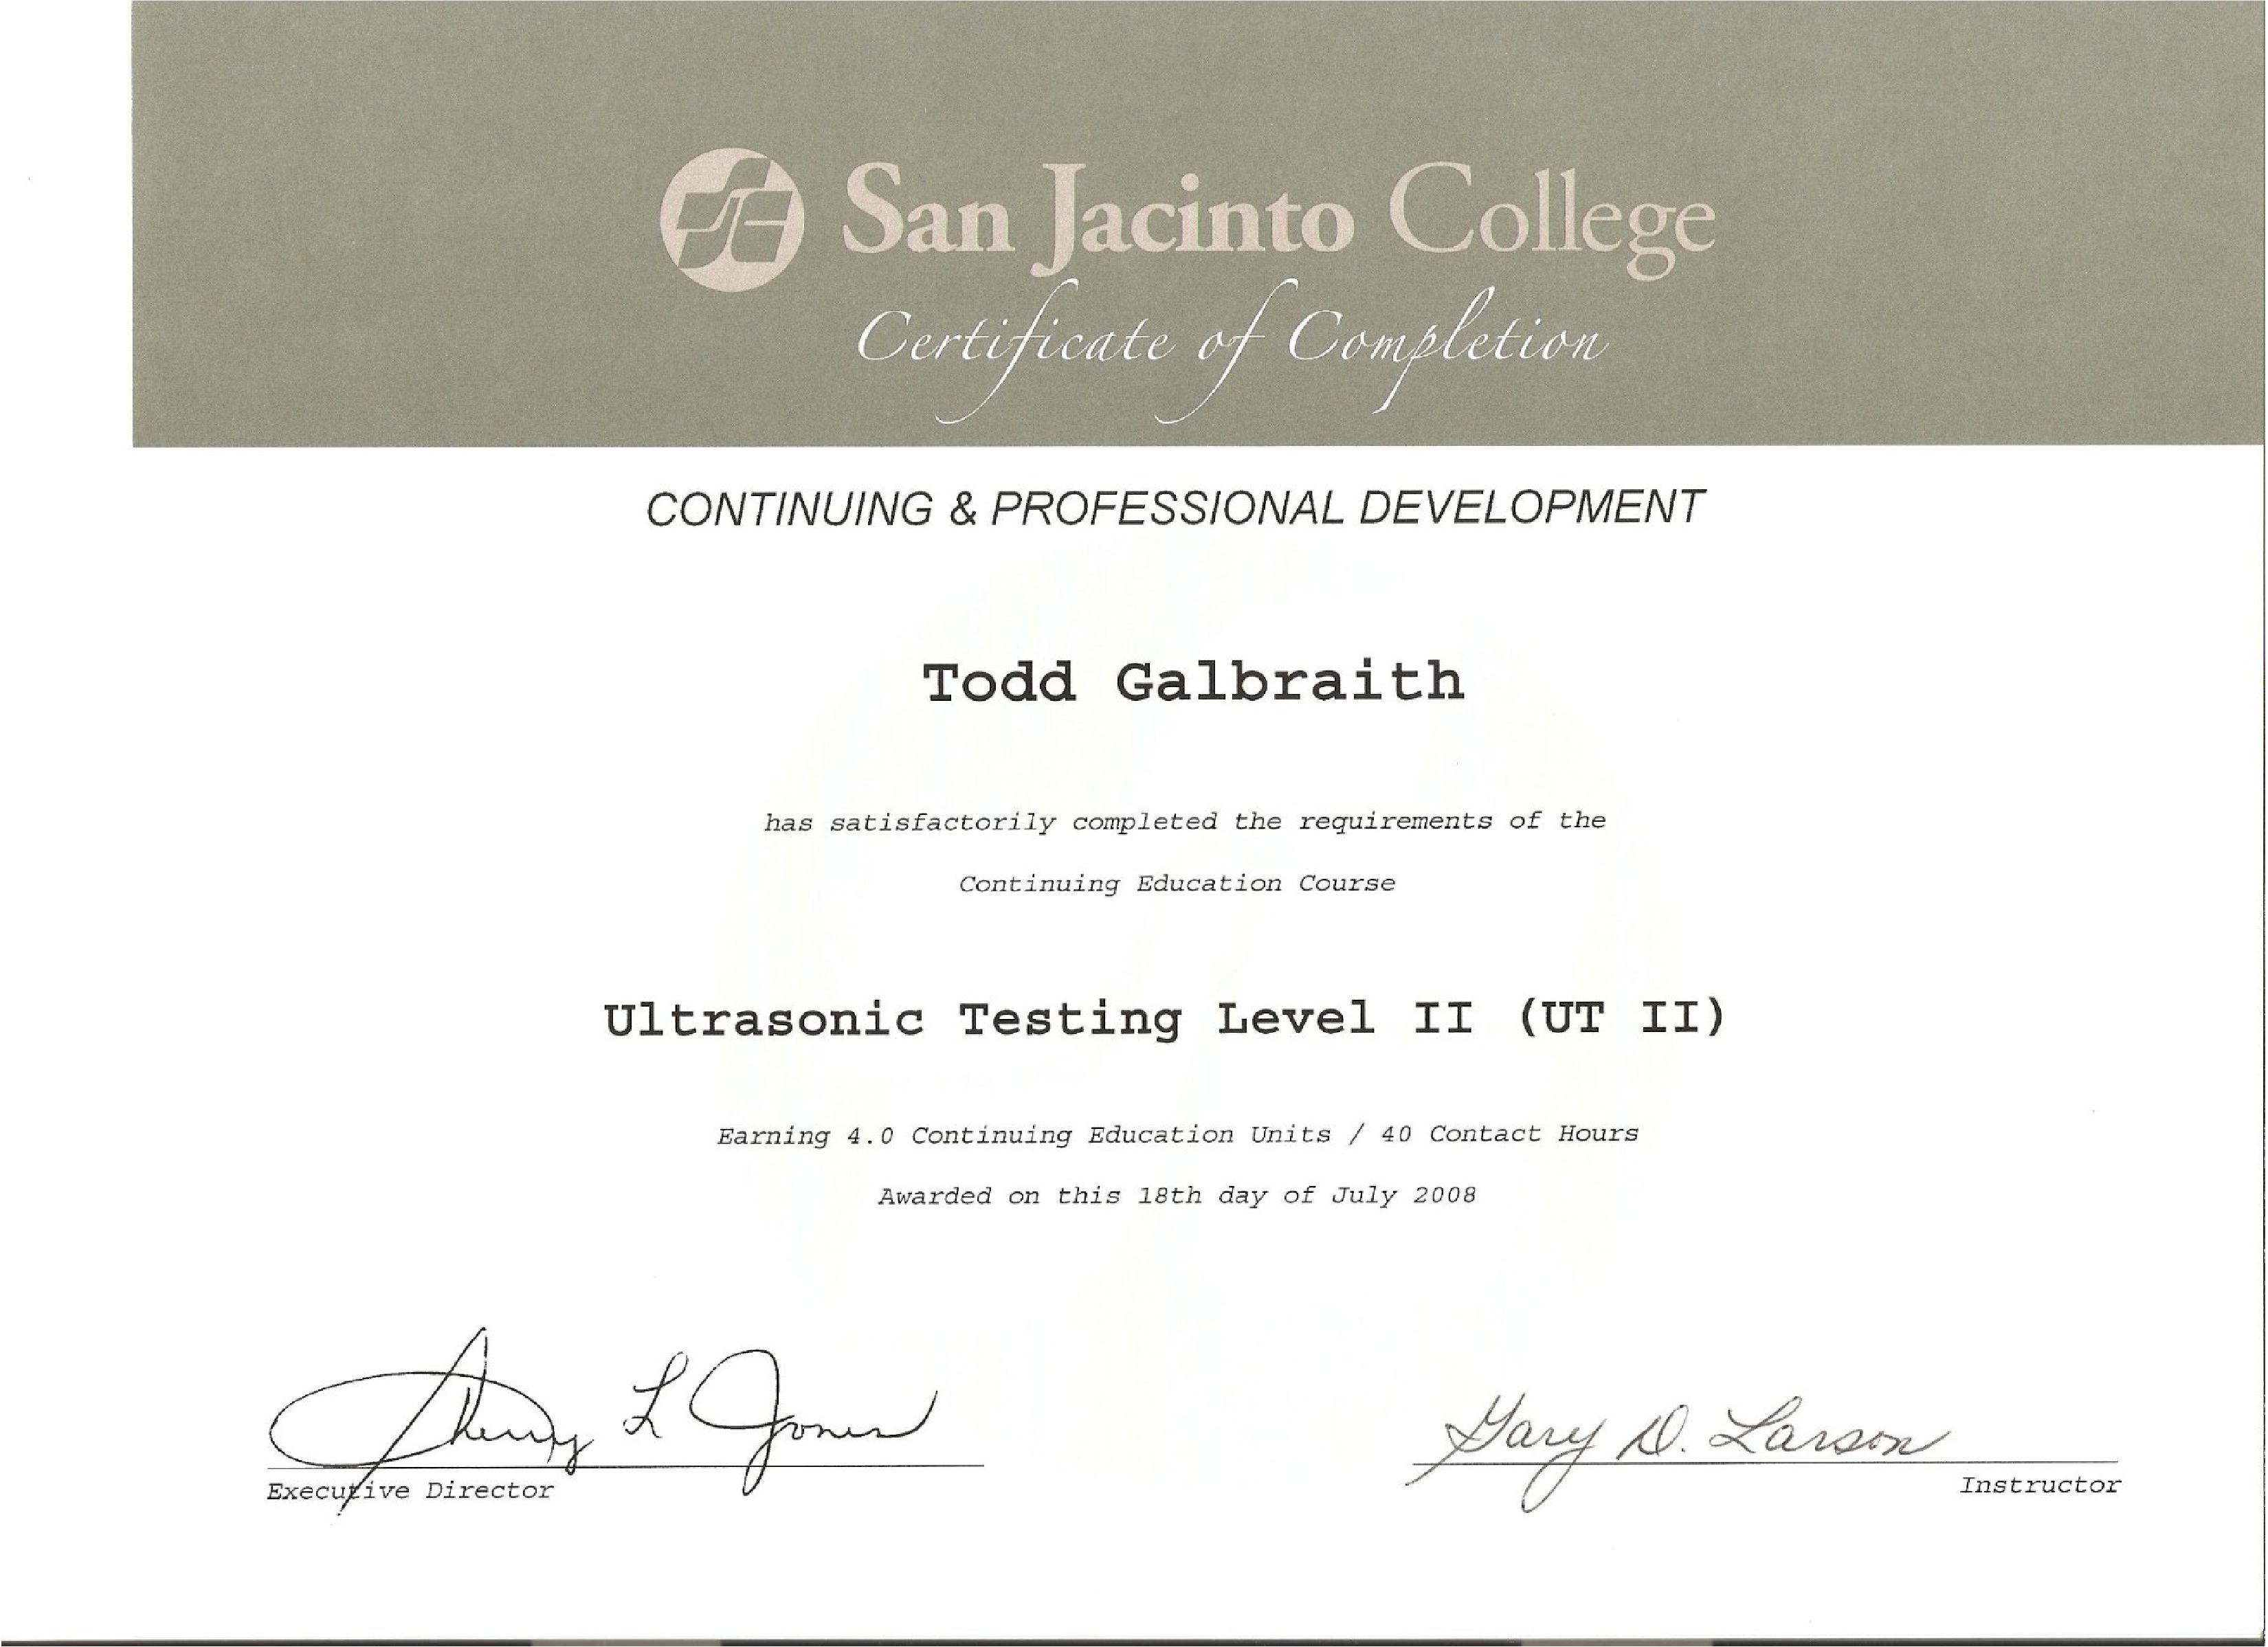 San Jacinto College
Certificate of Completion
CONTINUING & PROFESSIONAL DEVELOPMENT
Todd Galbraith
has satisfactorily completed the requirements of the
Continuing Education Course
Ultrasonic Testing Level II (UT II)
Earning 4.0 Continuing Education Units / 40 Contact Hours
Awarded on this 18th day of July 2008
Sherry L Jones
Executive Director
Gary D. Larson
Instructor